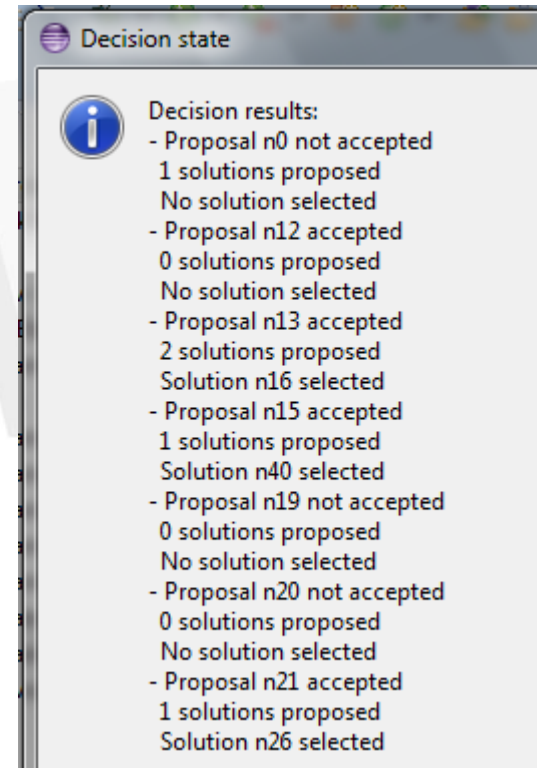 Decision state
Decision results:
- Proposal n0 not accepted
1 solutions proposed
No solution selected
- Proposal n12 accepted
0 solutions proposed
No solution selected
- Proposal n13 accepted
2 solutions proposed
Solution n16 selected
- Proposal n15 accepted
1 solutions proposed
Solution n40 selected
- Proposal n19 not accepted
0 solutions proposed
No solution selected
- Proposal n20 not accepted
0 solutions proposed
No solution selected
- Proposal n21 accepted
1 solutions proposed
Solution n26 selected